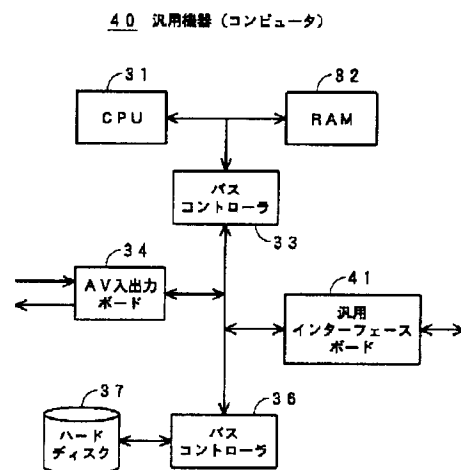 40 汎用機器（コンピュータ）
31
CPU
32
RAM
バス
コントローラ
33
34
AV入出力
ボード
41
汎用
インターフェース
ボード
37
ハード
ディスク
36
バス
コントローラ